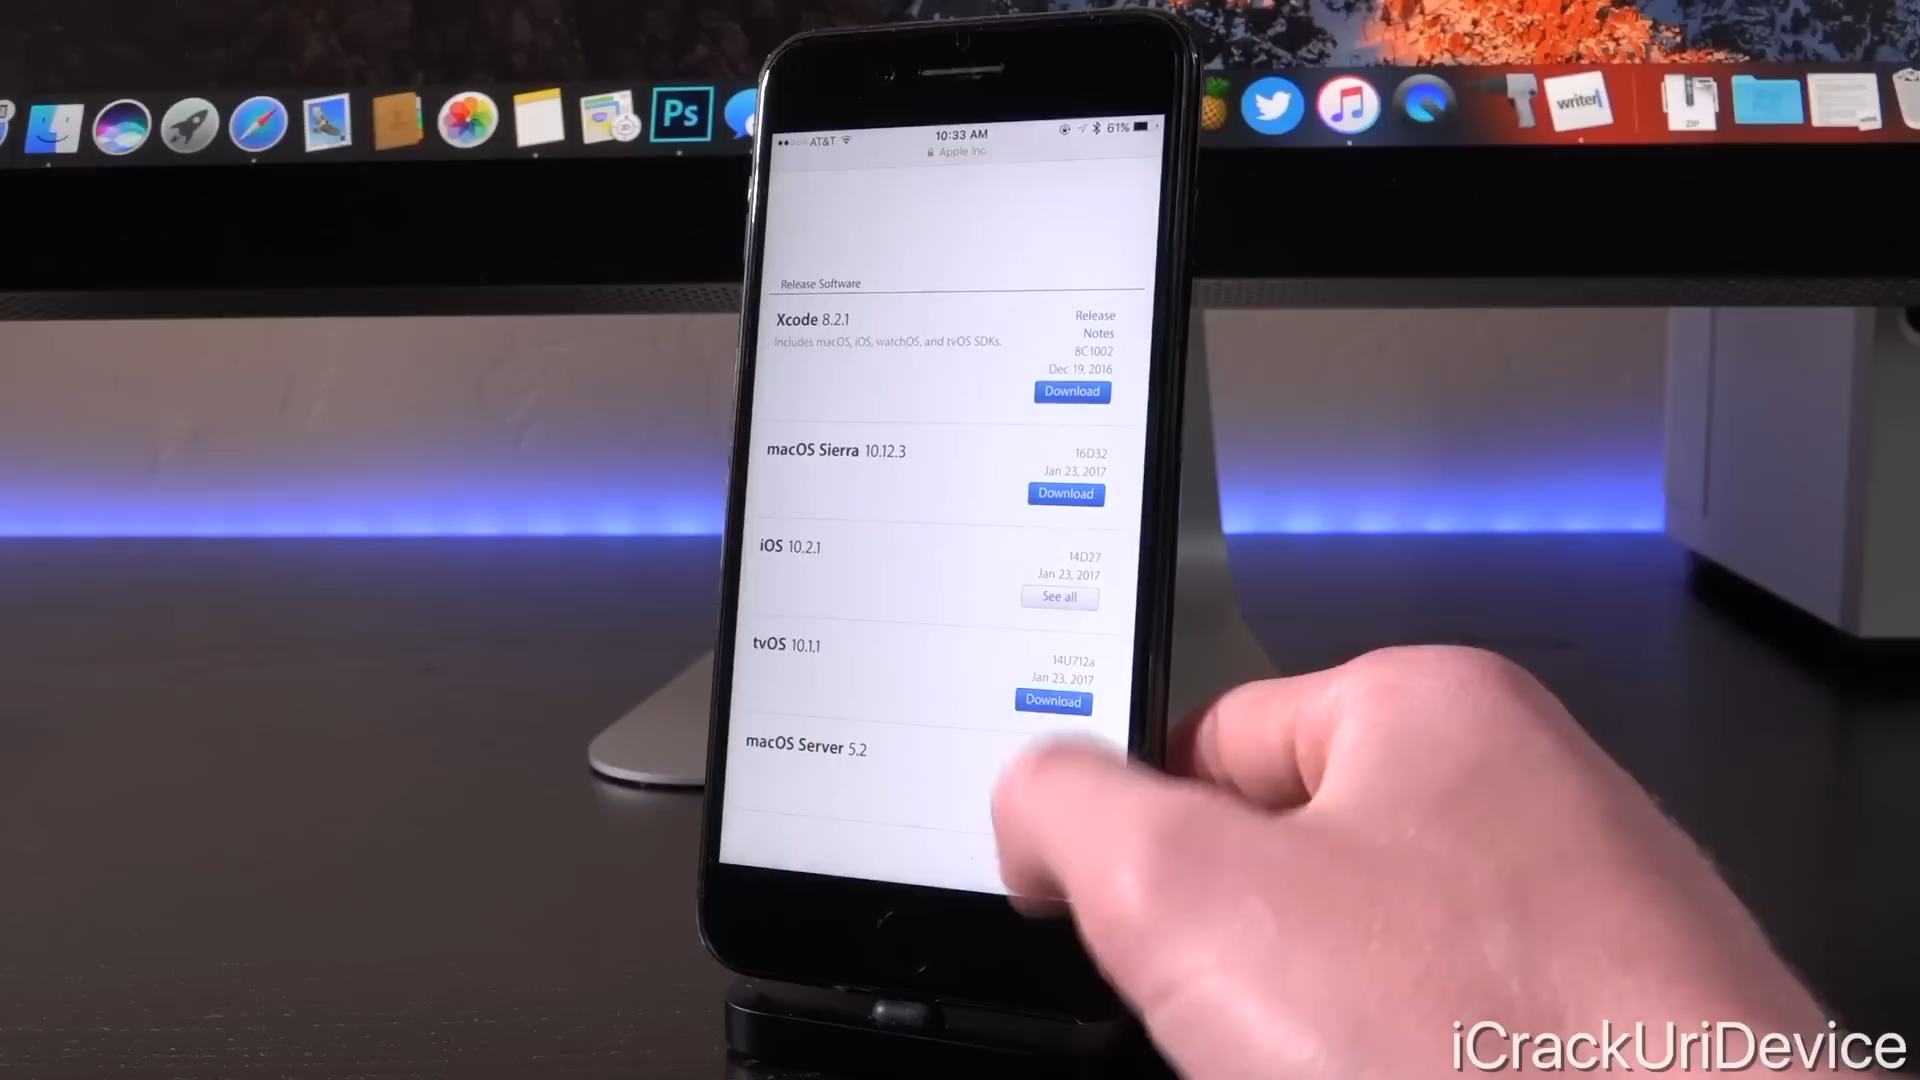 Ps
writer
ZIP
AT&T
10:33 AM
61%
Apple Inc.
Release Software
Xcode 8.2.1
Includes macOS, iOS, watchOS, and tvOS SDKs.
Release
Notes
8C1002
Dec 19, 2016
Download
macOS Sierra 10.12.3
16D32
Jan 23, 2017
Download
iOS 10.2.1
14D27
Jan 23, 2017
See all
tvOS 10.1.1
14U712a
Jan 23, 2017
Download
macOS Server 5.2
iCrackUriDevice